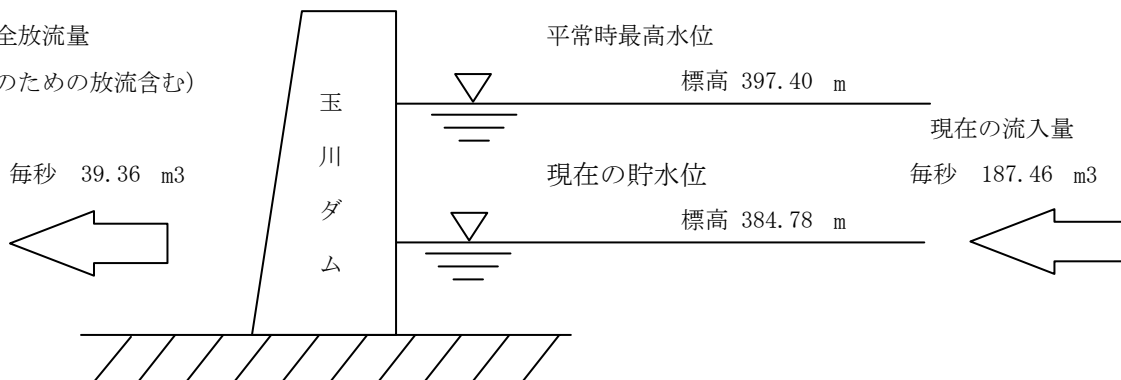 全放流量
のための放流含む)
毎秒 39.36 m3
玉川ダム
平常時最高水位
標高 397.40 m
現在の貯水位
標高 384.78 m
現在の流入量
毎秒 187.46 m3